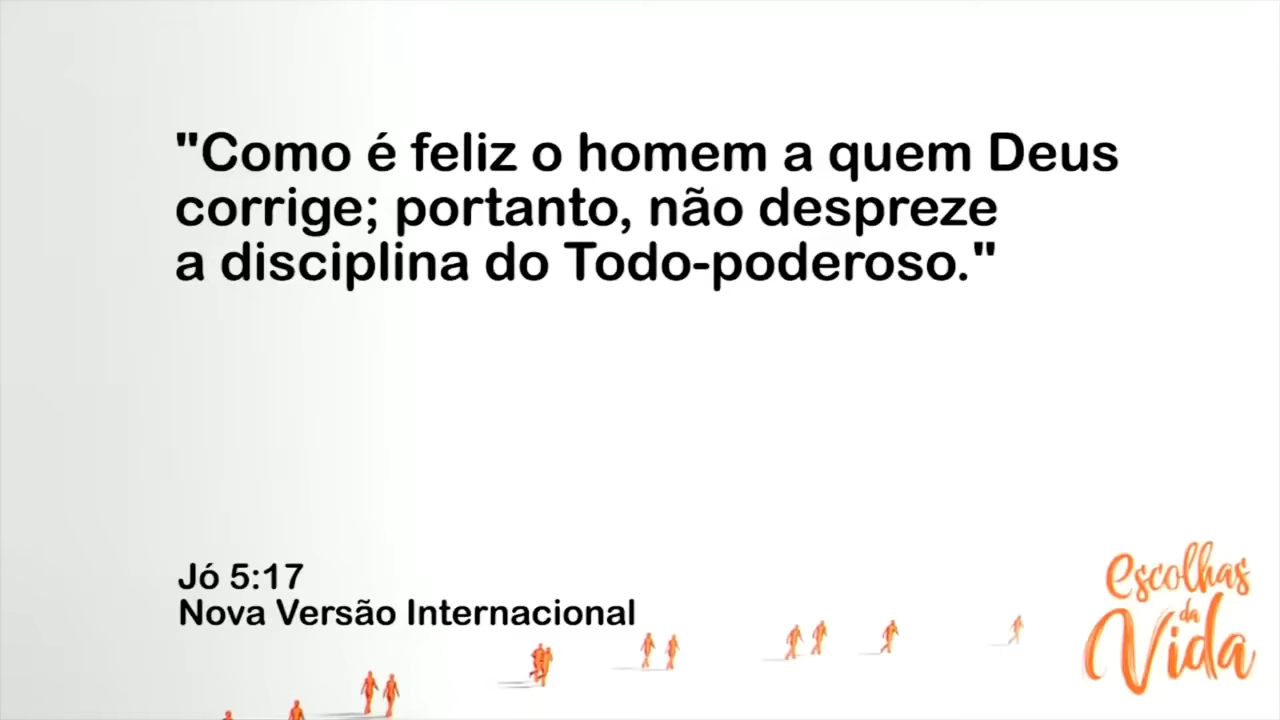 "Como é feliz o homem a quem Deus
corrige; portanto, não despreze
a disciplina do Todo-poderoso."
Jó 5:17
Nova Versão Internacional
escolhas
da
Vida